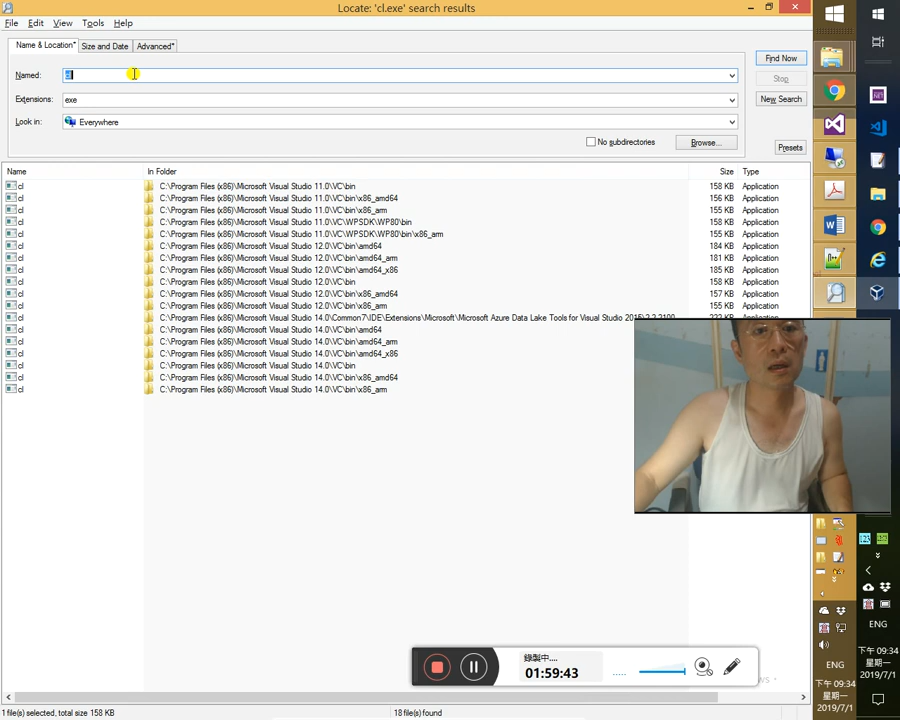 Locate: 'cl.exe' search results
File Edit View Tools Help
Name & Location* Size and Date Advanced*
Named: cl
Find Now
Stop
Extensions: exe
New Search
Look in: Everywhere
No subdirectories Browse... Presets
Name In Folder Size Type
cl C:\Program Files (x86)\Microsoft Visual Studio 11.0\VC\bin 158 KB Application
cl C:\Program Files (x86)\Microsoft Visual Studio 11.0\VC\bin\x86_amd64 156 KB Application
cl C:\Program Files (x86)\Microsoft Visual Studio 11.0\VC\bin\x86_arm 155 KB Application
cl C:\Program Files (x86)\Microsoft Visual Studio 11.0\VC\WPSDK\WP80\bin 158 KB Application
cl C:\Program Files (x86)\Microsoft Visual Studio 11.0\VC\WPSDK\WP80\bin\x86_arm 155 KB Application
cl C:\Program Files (x86)\Microsoft Visual Studio 12.0\VC\bin\amd64 184 KB Application
cl C:\Program Files (x86)\Microsoft Visual Studio 12.0\VC\bin\amd64_arm 181 KB Application
cl C:\Program Files (x86)\Microsoft Visual Studio 12.0\VC\bin\amd64_x86 185 KB Application
cl C:\Program Files (x86)\Microsoft Visual Studio 12.0\VC\bin 158 KB Application
cl C:\Program Files (x86)\Microsoft Visual Studio 12.0\VC\bin\x86_amd64 157 KB Application
cl C:\Program Files (x86)\Microsoft Visual Studio 12.0\VC\bin\x86_arm 155 KB Application
cl C:\Program Files (x86)\Microsoft Visual Studio 14.0\Common7\IDE\Extensions\Microsoft\Microsoft Azure Data Lake Tools for Visual Studio 2015\2.2.2100 222 KB Application
cl C:\Program Files (x86)\Microsoft Visual Studio 14.0\VC\bin\amd64
cl C:\Program Files (x86)\Microsoft Visual Studio 14.0\VC\bin\amd64_arm
cl C:\Program Files (x86)\Microsoft Visual Studio 14.0\VC\bin\amd64_x86
cl C:\Program Files (x86)\Microsoft Visual Studio 14.0\VC\bin
cl C:\Program Files (x86)\Microsoft Visual Studio 14.0\VC\bin\x86_amd64
cl C:\Program Files (x86)\Microsoft Visual Studio 14.0\VC\bin\x86_arm
錄製中....
01:59:43
1 file(s) selected, total size 158 KB 18 file(s) found
ENG
下午 09:34
星期一
2019/7/1
ENG
下午 09:34
星期一
2019/7/1